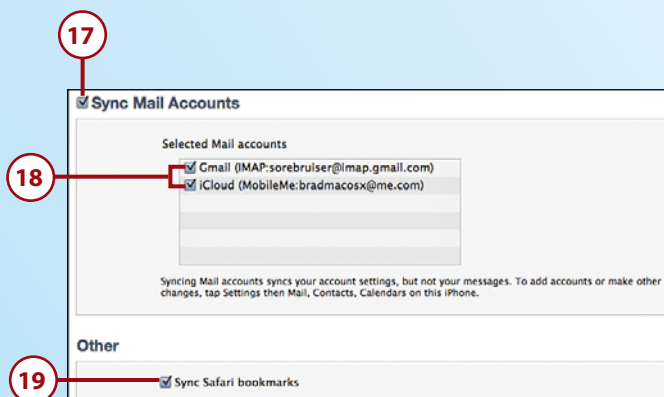 17
Sync Mail Accounts
Selected Mail accounts
18
Gmail (IMAP:sorebruiser@imap.gmail.com)
iCloud (MobileMe:bradmacosx@me.com)
Syncing Mail accounts syncs your account settings, but not your messages. To add accounts or make other
changes, tap Settings then Mail, Contacts, Calendars on this iPhone.
Other
19
Sync Safari bookmarks